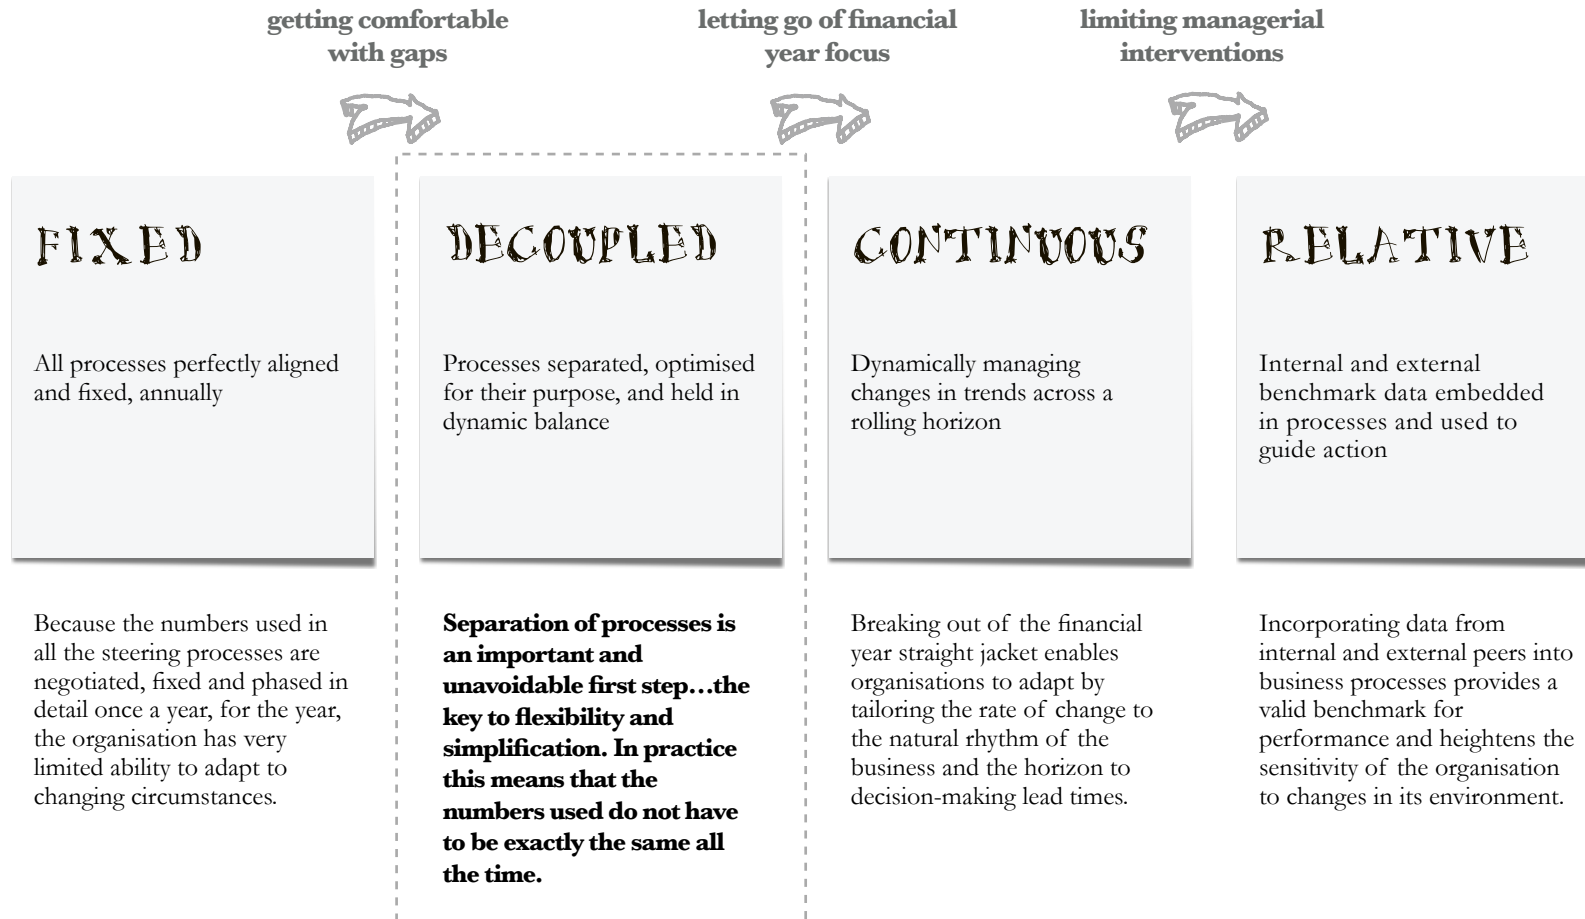 getting comfortable
with gaps
letting go of financial
year focus
limiting managerial
interventions
FIXED
All processes perfectly aligned
and fixed, annually
Because the numbers used in
all the steering processes are
negotiated, fixed and phased in
detail once a year, for the year,
the organisation has very
limited ability to adapt to
changing circumstances.
DECOUPLED
Processes separated, optimised
for their purpose, and held in
dynamic balance
Separation of processes is
an important and
unavoidable first step…the
key to flexibility and
simplification. In practice
this means that the
numbers used do not have
to be exactly the same all
the time.
CONTINUOUS
Dynamically managing
changes in trends across a
rolling horizon
Breaking out of the financial
year straight jacket enables
organisations to adapt by
tailoring the rate of change to
the natural rhythm of the
business and the horizon to
decision-making lead times.
RELATIVE
Internal and external
benchmark data embedded
in processes and used to
guide action
Incorporating data from
internal and external peers into
business processes provides a
valid benchmark for
performance and heightens the
sensitivity of the organisation
to changes in its environment.